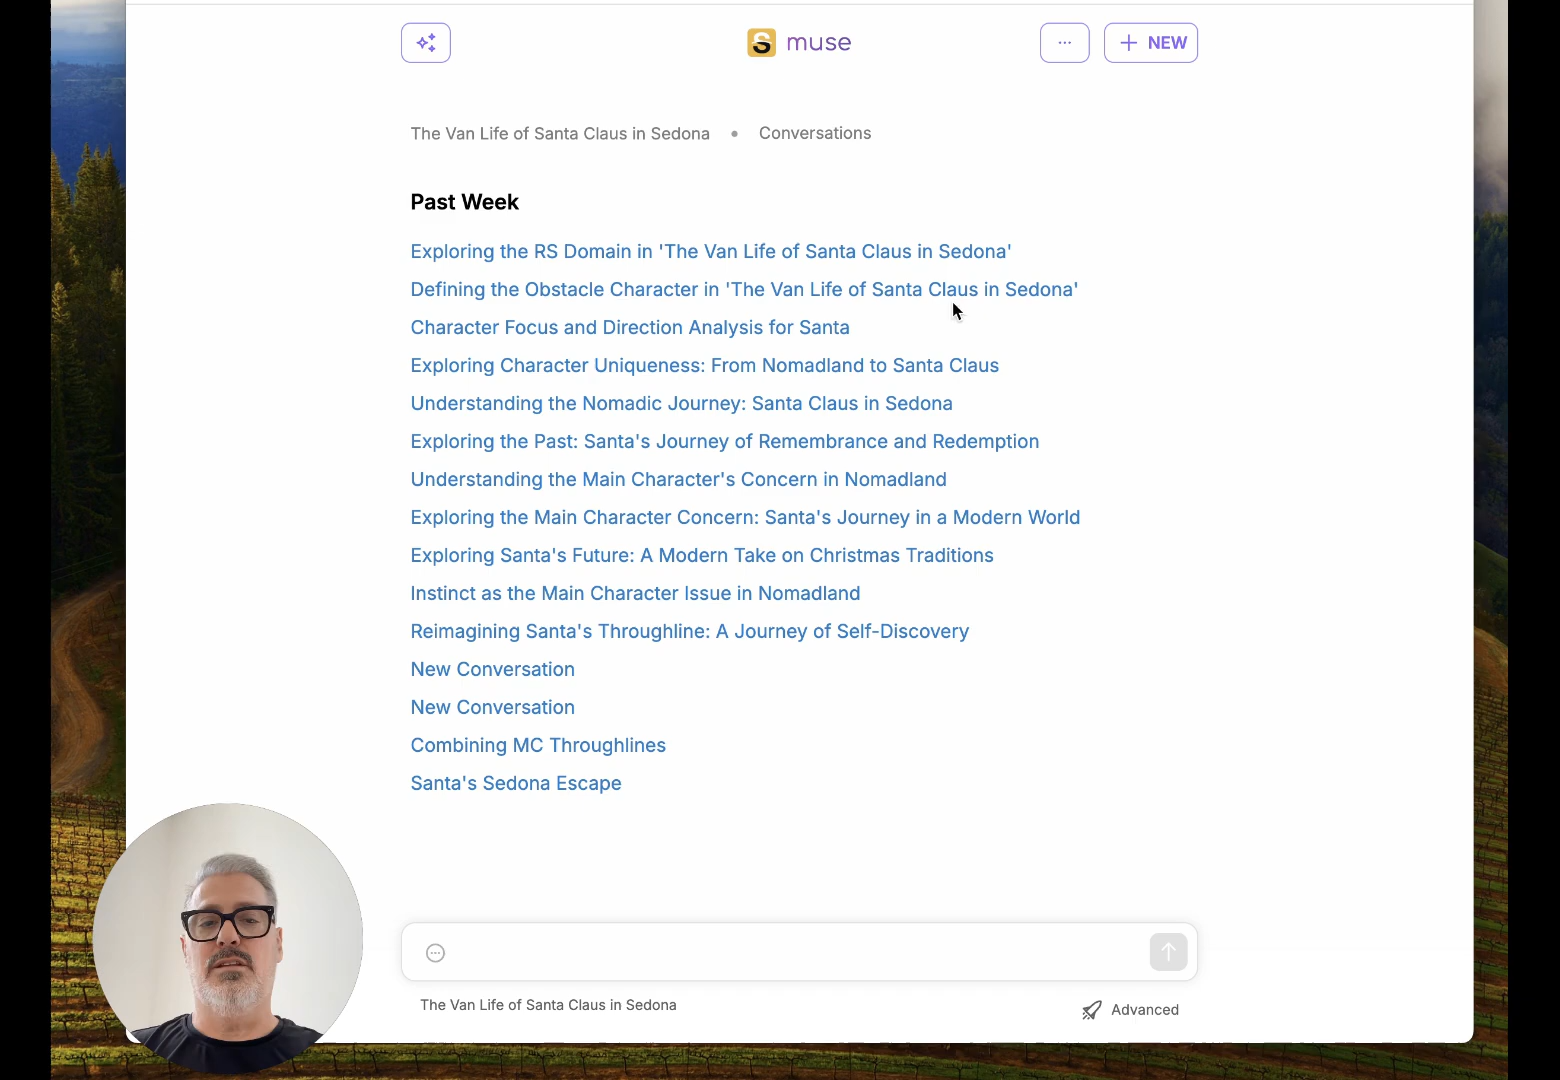 muse
...
+ NEW
The Van Life of Santa Claus in Sedona • Conversations
Past Week
Exploring the RS Domain in 'The Van Life of Santa Claus in Sedona'
Defining the Obstacle Character in 'The Van Life of Santa Claus in Sedona'
Character Focus and Direction Analysis for Santa
Exploring Character Uniqueness: From Nomadland to Santa Claus
Understanding the Nomadic Journey: Santa Claus in Sedona
Exploring the Past: Santa's Journey of Remembrance and Redemption
Understanding the Main Character's Concern in Nomadland
Exploring the Main Character Concern: Santa's Journey in a Modern World
Exploring Santa's Future: A Modern Take on Christmas Traditions
Instinct as the Main Character Issue in Nomadland
Reimagining Santa's Throughline: A Journey of Self-Discovery
New Conversation
New Conversation
Combining MC Throughlines
Santa's Sedona Escape
The Van Life of Santa Claus in Sedona
Advanced